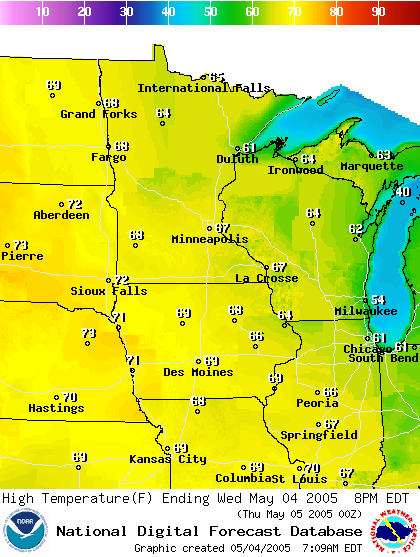 10 20 30 40 50 60 70 80 90
65
69
International Falls
68
Grand Forks
64
68
Fargo
61
Duluth
64
Ironwood
63
Marquette
40
72
Aberdeen
64
62
67
Minneapolis
68
73
Pierre
67
La Crosse
72
Sioux Falls
54
Milwaukee
71
69
68
64
73
66
61
Chicago
61
South Bend
71
69
Des Moines
69
70
Hastings
68
66
Peoria
67
Springfield
69
Kansas City
69
69
Columbia
70
St Louis
67
High Temperature(F) Ending Wed May 04 2005 8PM EDT
(Thu May 05 2005 00Z)
National Digital Forecast Database
Graphic created 05/04/2005 7:09AM EDT
noaa